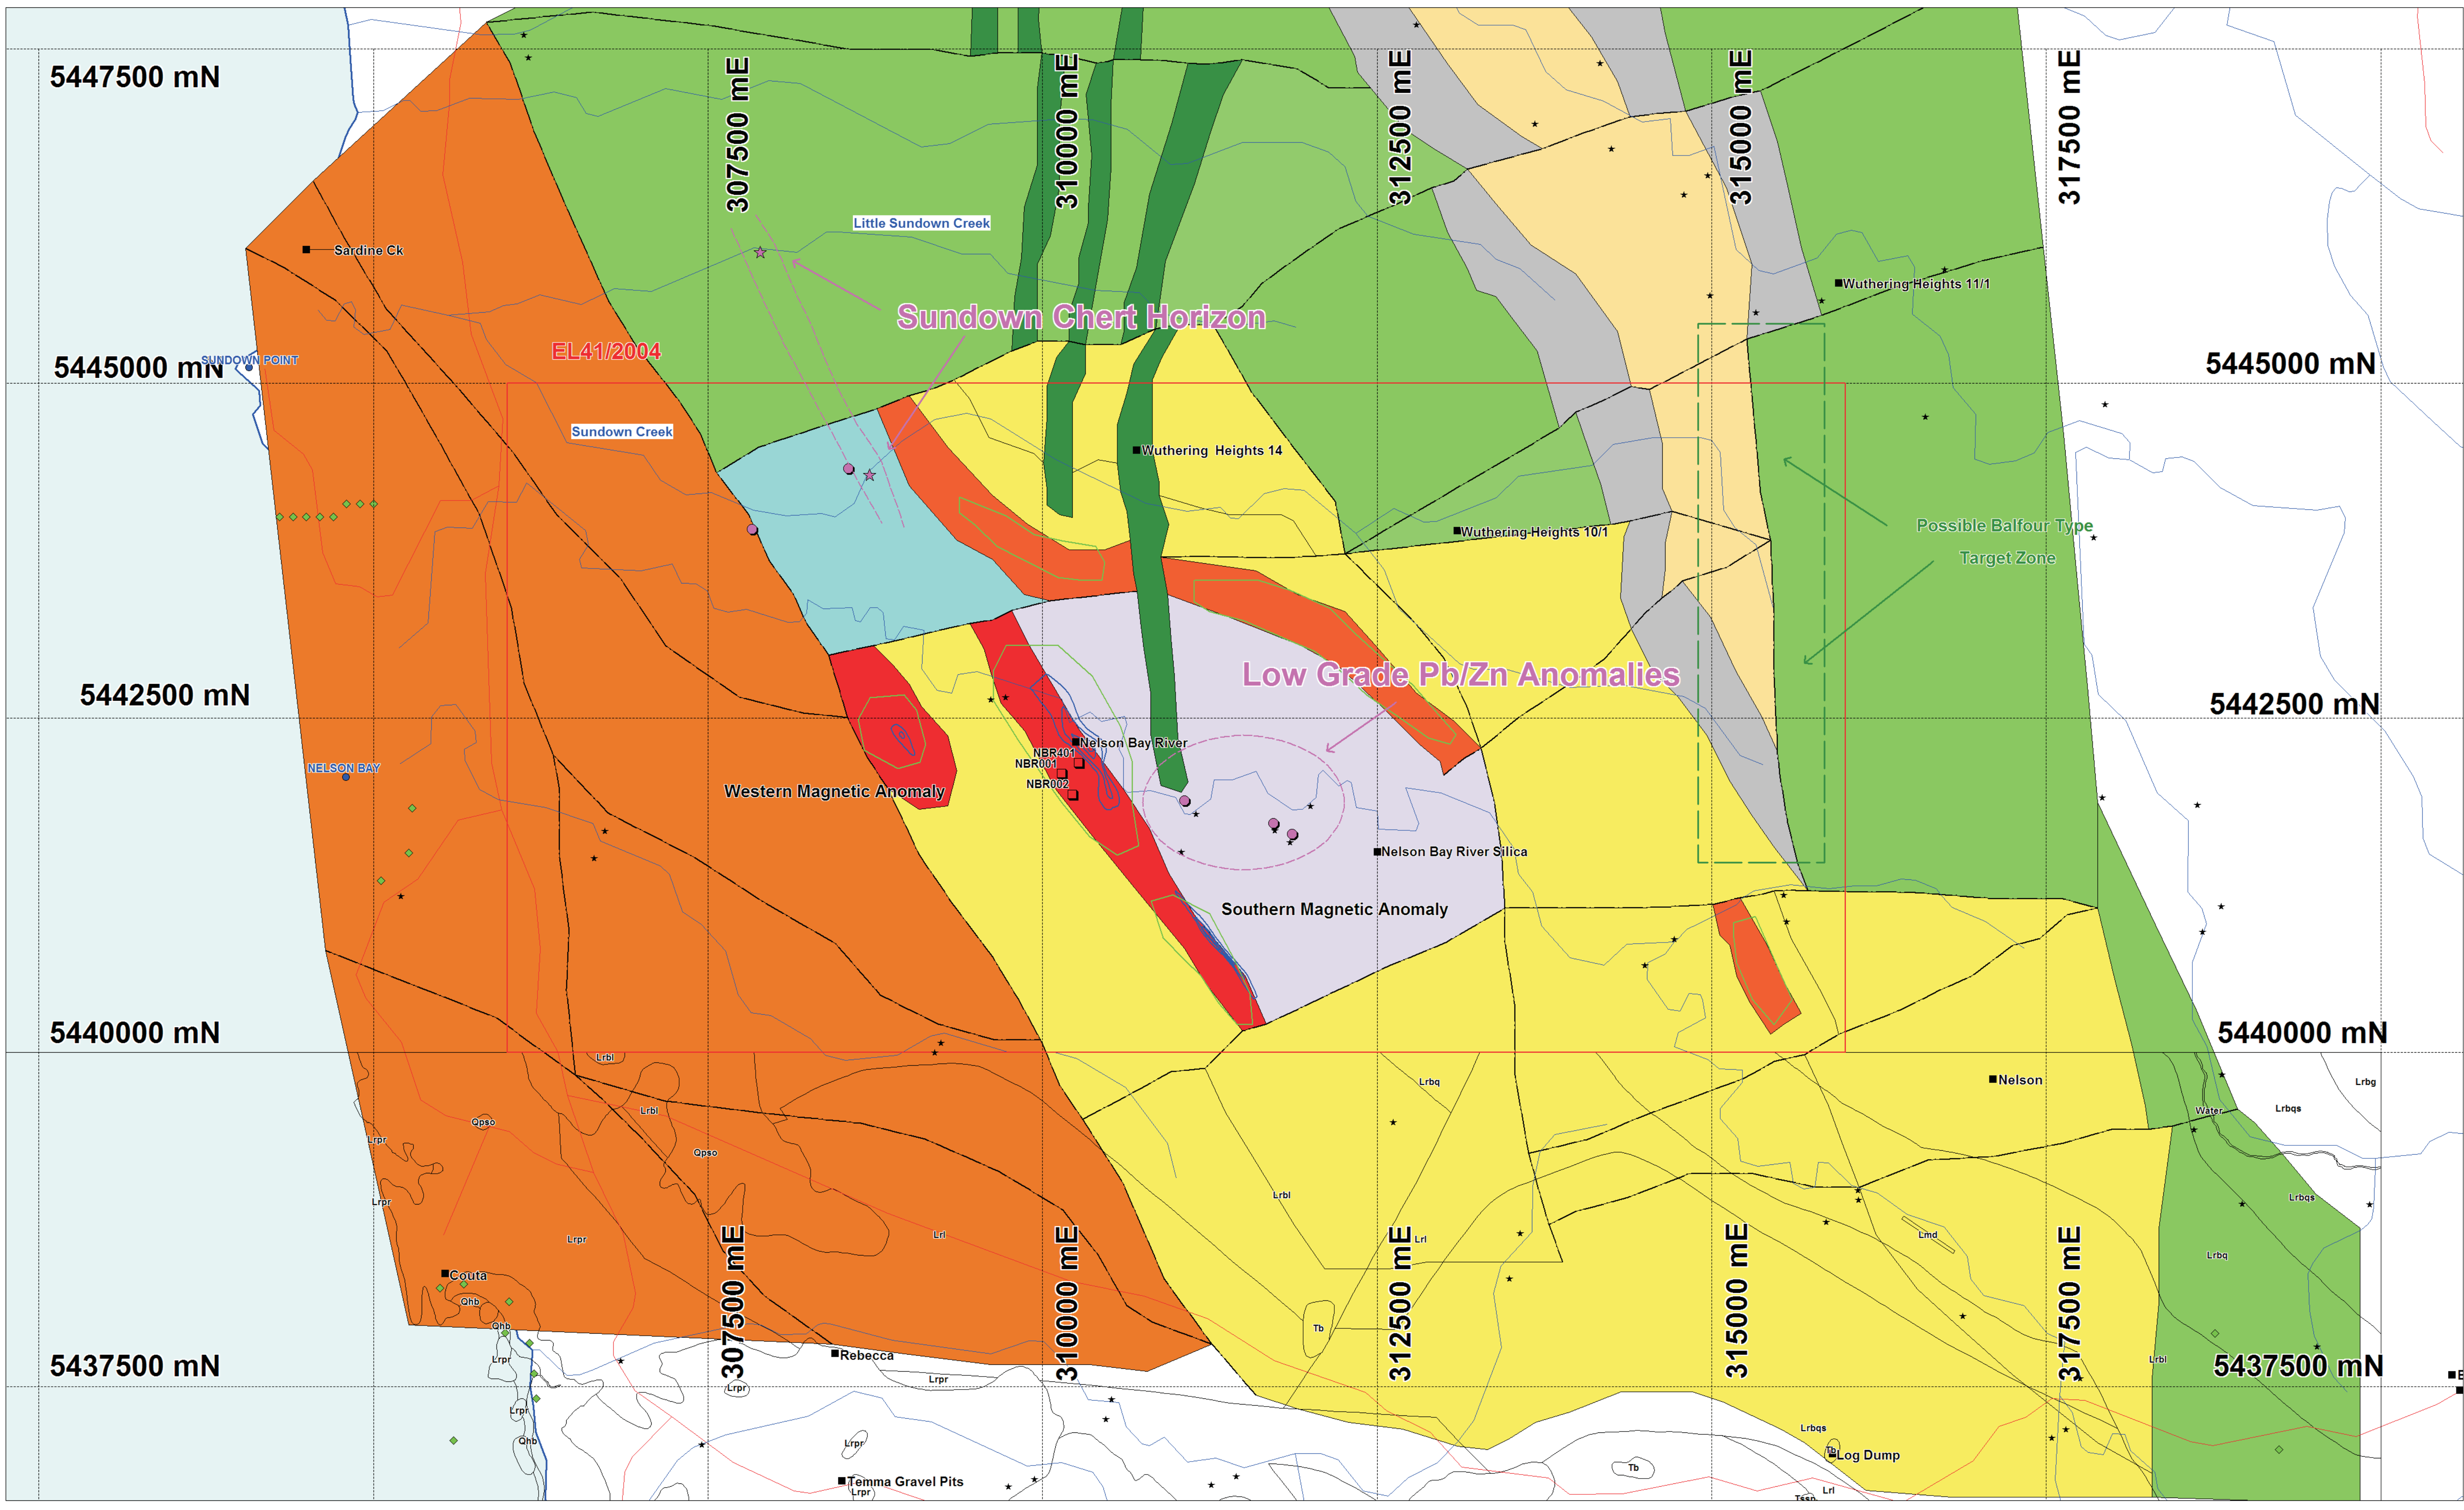 5447500 mN
307500 mE
310000 mE
312500 mE
315000 mE
317500 mE
Little Sundown Creek
Sardine Ck
Wuthering Heights 11/1
Sundown Chert Horizon
EL41/2004
SUNDOWN POINT
5445000 mN
5445000 mN
Sundown Creek
Wuthering Heights 14
Wuthering Heights 10/1
Possible Balfour Type
Target Zone
Low Grade Pb/Zn Anomalies
5442500 mN
5442500 mN
Nelson Bay River
NBR401
NBR001
NBR002
NELSON BAY
Western Magnetic Anomaly
Nelson Bay River Silica
Southern Magnetic Anomaly
5440000 mN
5440000 mN
Lrbl
Lrbq
Nelson
Lrbg
Lrbl
Qpso
Water
Lrbqs
Lrpr
Qpso
Lrpr
Lrbl
Lrbqs
Lrpr
Lrl
Lrl
Lmd
Lrbq
307500 mE
310000 mE
312500 mE
315000 mE
317500 mE
Couta
Qhb
Qhb
Tb
Lrpr
Rebecca
Lrbl
5437500 mN
5437500 mN
E
Lrpr
Lrpr
Lrpr
Qhb
Lrpr
Lrbqs
Tb
Log Dump
Tb
Temma Gravel Pits
Lrpr
Lrl